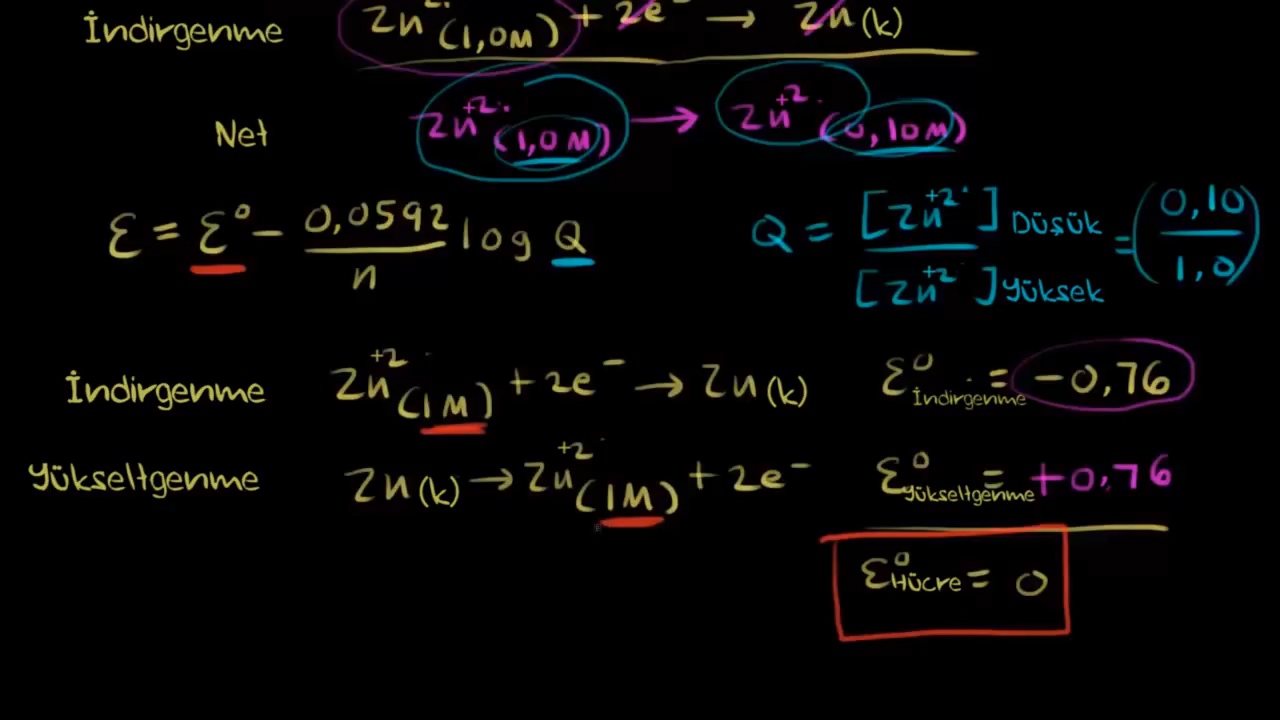 İndirgenme Zn+2 (1,0M) + 2e- → Zn(k)
Net Zn+2 (1,0M) → Zn+2 (0,10M)
ε = ε° - 0,0592/n log Q
Q = [Zn+2] Düşük / [Zn+2] Yüksek = (0,10/1,0)
İndirgenme Zn+2 (1M) + 2e- → Zn(k) ε° İndirgenme = -0,76
Yükseltgenme Zn(k) → Zn+2 (1M) + 2e- ε° Yükseltgenme = +0,76
ε° Hücre = 0